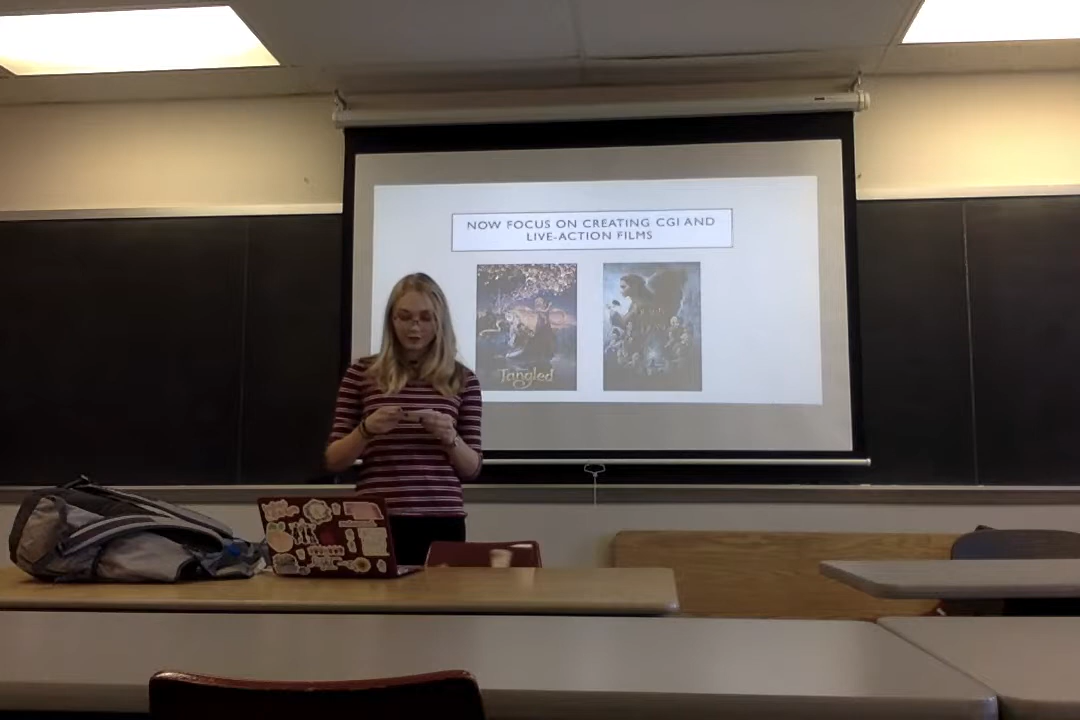 NOW FOCUS ON CREATING CGI AND
LIVE-ACTION FILMS
Tangled